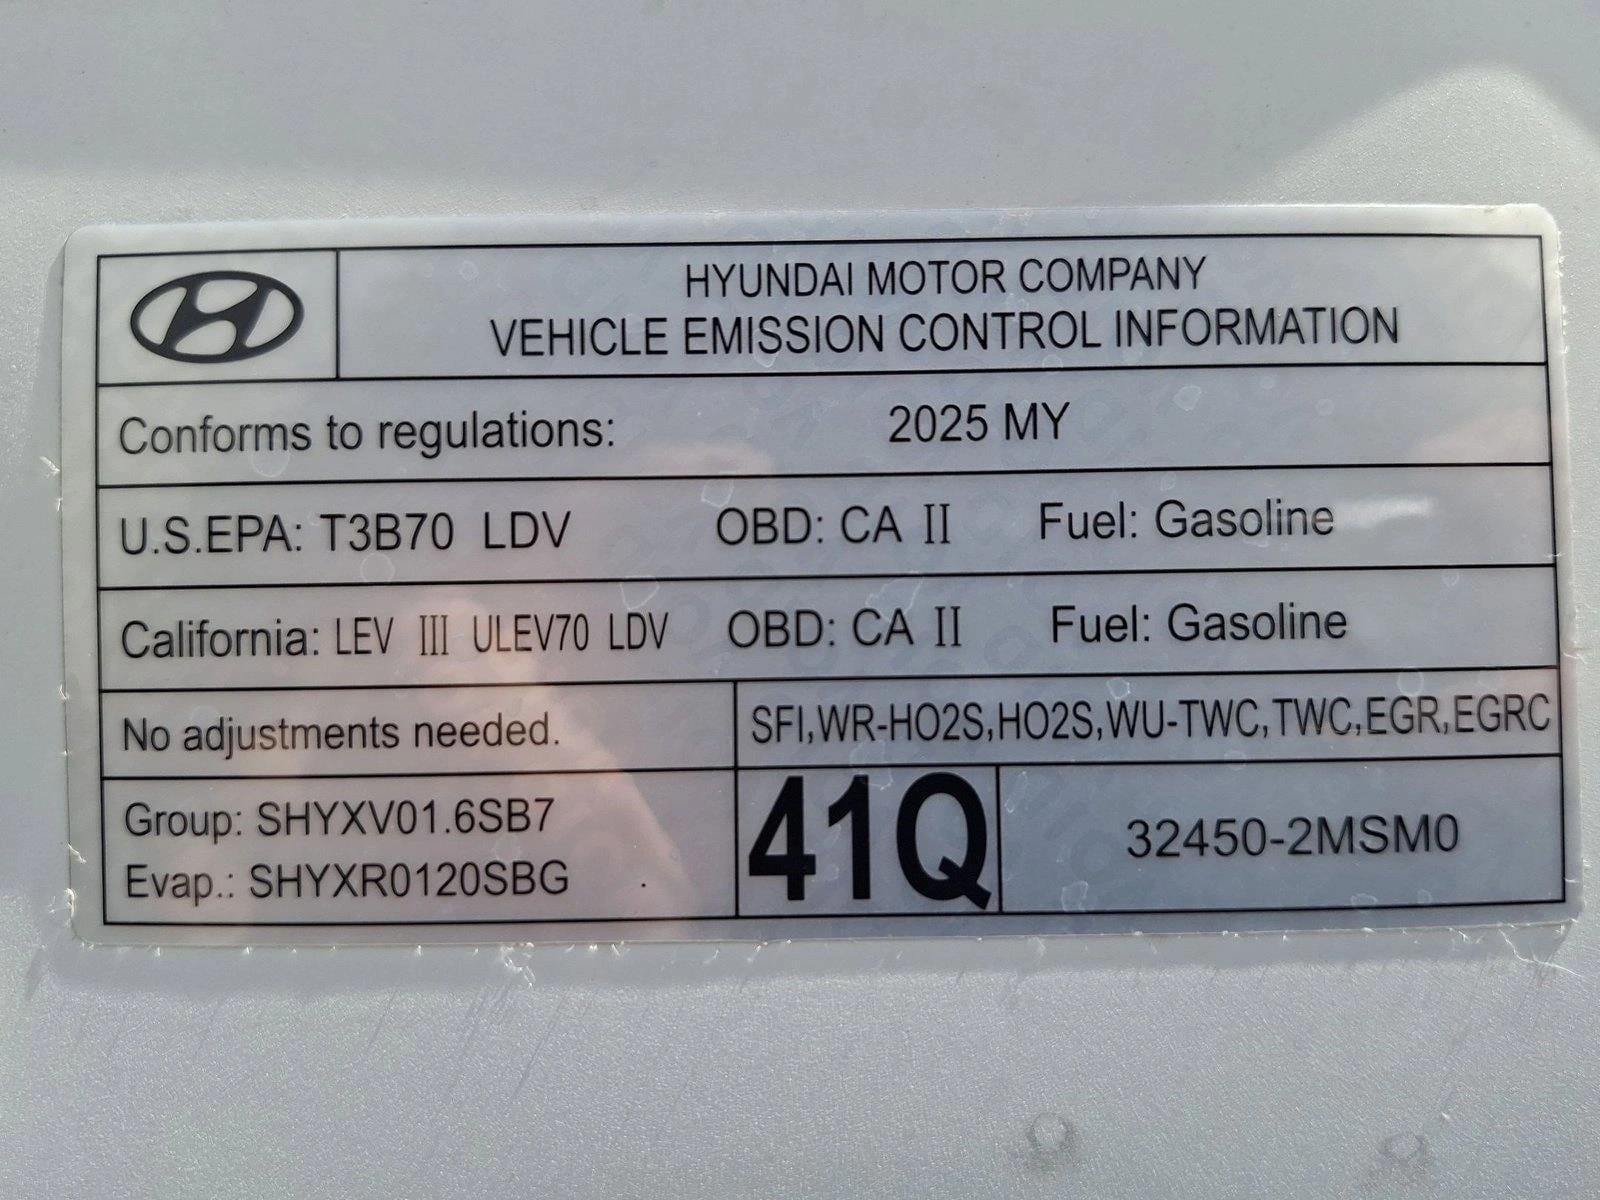 HYUNDAI MOTOR COMPANY
VEHICLE EMISSION CONTROL INFORMATION
Conforms to regulations: 2025 MY
U.S.EPA: T3B70 LDV OBD: CA II Fuel: Gasoline
California: LEV III ULEV70 LDV OBD: CA II Fuel: Gasoline
No adjustments needed. SFI,WR-HO2S,HO2S,WU-TWC,TWC,EGR,EGRC
Group: SHYXV01.6SB7
Evap.: SHYXR0120SBG
41Q 32450-2MSM0